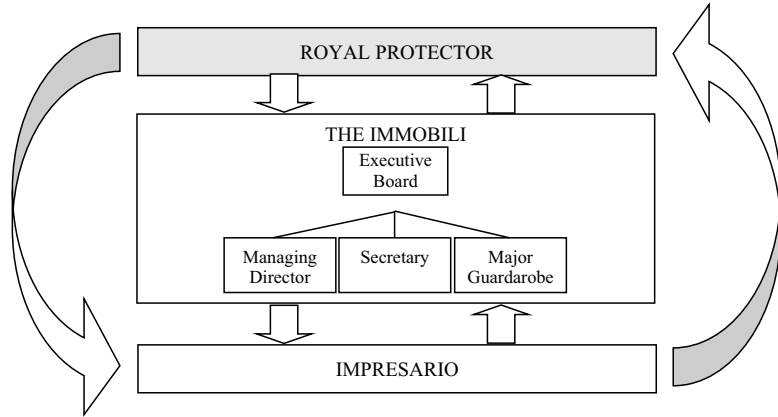 ROYAL PROTECTOR
THE IMMOBILI
Executive
Board
Managing
Director
Secretary
Major
Guardarobe
IMPRESARIO